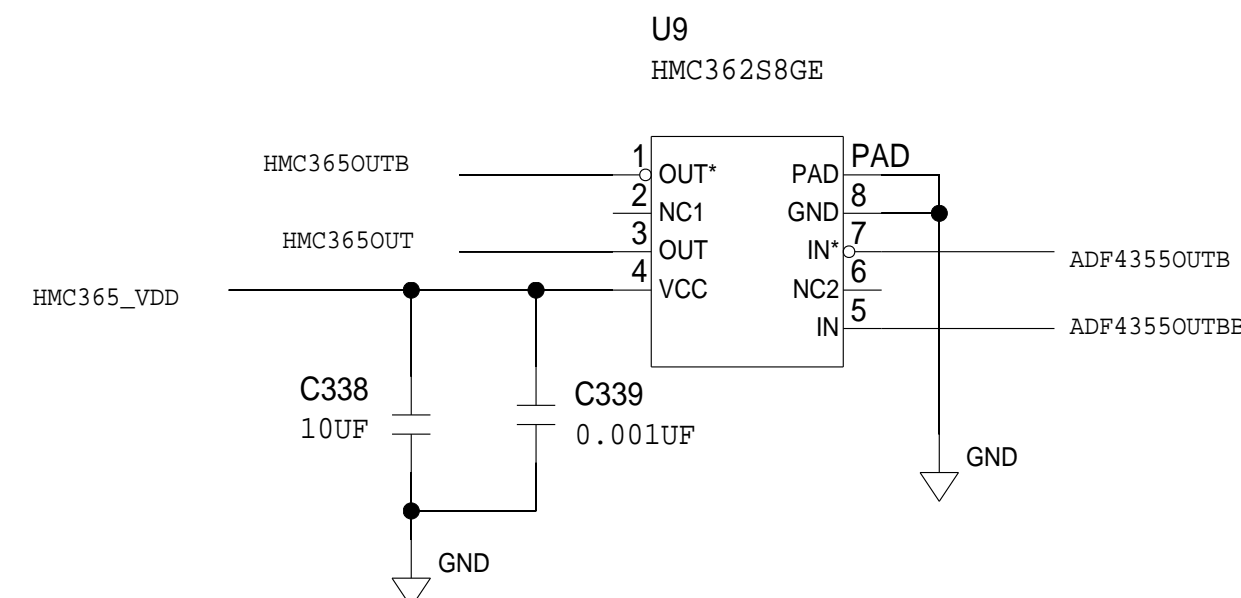 U9
HMC362S8GE
HMC365OUTB
1
OUT*
PAD
PAD
2
NC1
GND
8
HMC365OUT
3
OUT
IN*
7
ADF4355OUTB
HMC365_VDD
4
VCC
NC2
6
IN
5
ADF4355OUTBB
C338
10UF
C339
0.001UF
GND
GND